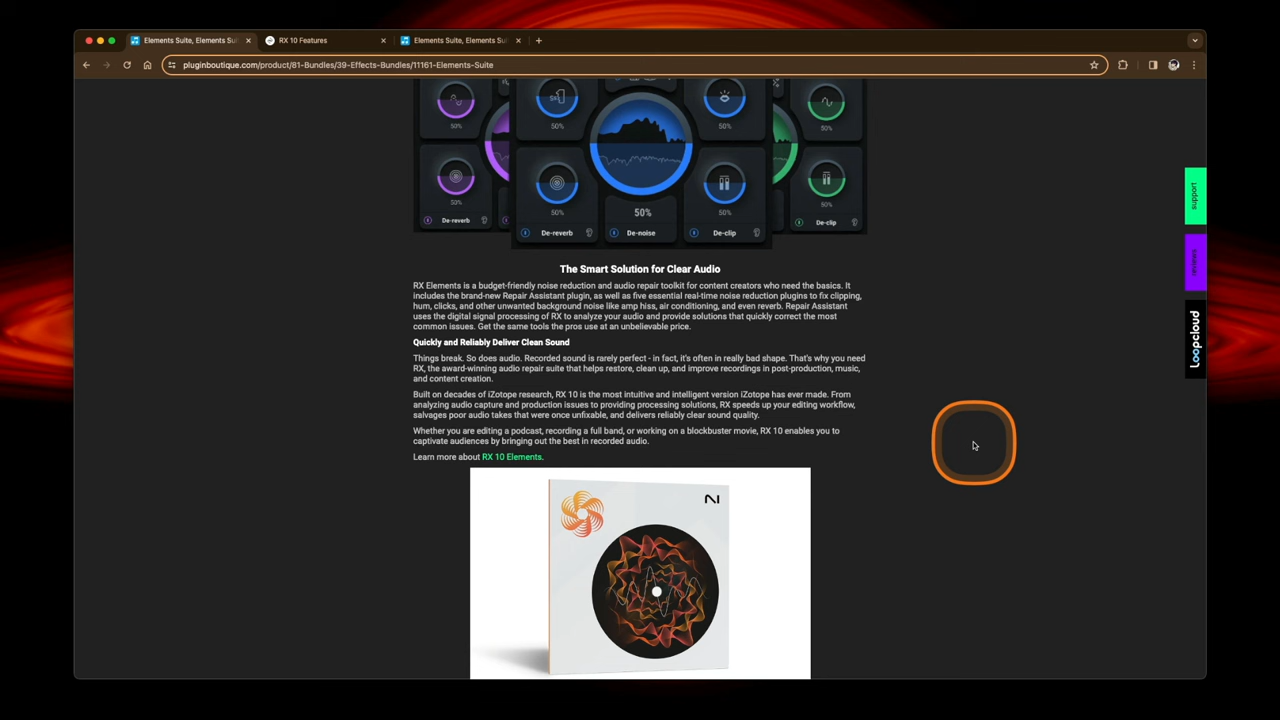 Elements Suite, Elements Su
RX 10 Features
Elements Suite, Elements Su
pluginboutique.com/product/81-Bundles/39-Effects-Bundles/11161-Elements-Suite
50%
50%
50%
50%
53%
50%
50%
50%
50%
De-reverb
De-reverb
De-noise
De-clip
De-clip
The Smart Solution for Clear Audio
RX Elements is a budget-friendly noise reduction and audio repair toolkit for content creators who need the basics. It
includes the brand-new Repair Assistant plugin, as well as five essential real-time noise reduction plugins to fix clipping,
hum, clicks, and other unwanted background noise like amp hiss, air conditioning, and even reverb. Repair Assistant
uses the digital signal processing of RX to analyze your audio and provide solutions that quickly correct the most
common issues. Get the same tools the pros use at an unbelievable price.
Quickly and Reliably Deliver Clean Sound
Things break. So does audio. Recorded sound is rarely perfect - in fact, it's often in really bad shape. That's why you need
RX, the award-winning audio repair suite that helps restore, clean up, and improve recordings in post-production, music,
and content creation.
Built on decades of iZotope research, RX 10 is the most intuitive and intelligent version iZotope has ever made. From
analyzing audio capture and production issues to providing processing solutions, RX speeds up your editing workflow,
salvages poor audio takes that were once unfixable, and delivers reliably clear sound quality.
Whether you are editing a podcast, recording a full band, or working on a blockbuster movie, RX 10 enables you to
captivate audiences by bringing out the best in recorded audio.
Learn more about RX 10 Elements.
support
reviews
Loopcloud